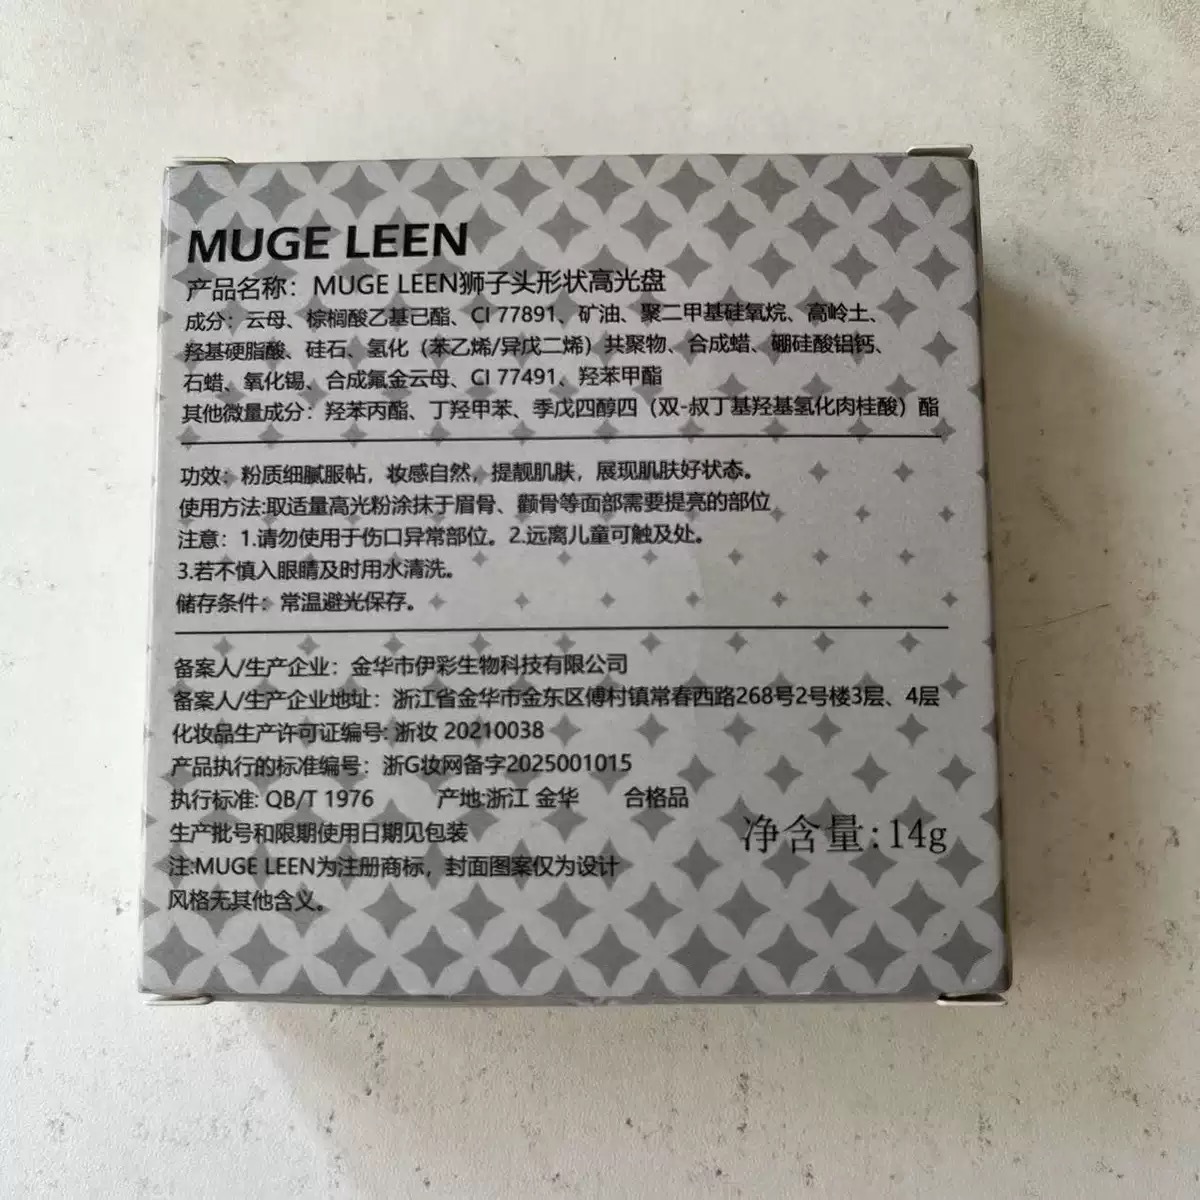 MUGE LEEN
产品名称：MUGE LEEN狮子头形状高光盘
成分：云母、棕榈酸乙基己酯、CI 77891、矿油、聚二甲基硅氧烷、高岭土、
羟基硬脂酸、硅石、氢化（苯乙烯/异戊二烯）共聚物、合成蜡、硼硅酸铝钙、
石蜡、氧化锡、合成氟金云母、CI 77491、羟苯甲酯
其他微量成分：羟苯丙酯、丁羟甲苯、季戊四醇四（双-叔丁基羟基氢化肉桂酸）酯
功效：粉质细腻服帖，妆感自然，提靓肌肤，展现肌肤好状态。
使用方法:取适量高光粉涂抹于眉骨、颧骨等面部需要提亮的部位
注意：1.请勿使用于伤口异常部位。2.远离儿童可触及处。
3.若不慎入眼睛及时用水清洗。
储存条件：常温避光保存。
备案人/生产企业：金华市伊彩生物科技有限公司
备案人/生产企业地址：浙江省金华市金东区傅村镇常春西路268号2号楼3层、4层
化妆品生产许可证编号: 浙妆 20210038
产品执行的标准编号：浙G妆网备字2025001015
执行标准: QB/T 1976 产地:浙江 金华 合格品
生产批号和限期使用日期见包装
净含量:14g
注:MUGE LEEN为注册商标，封面图案仅为设计
风格无其他含义。